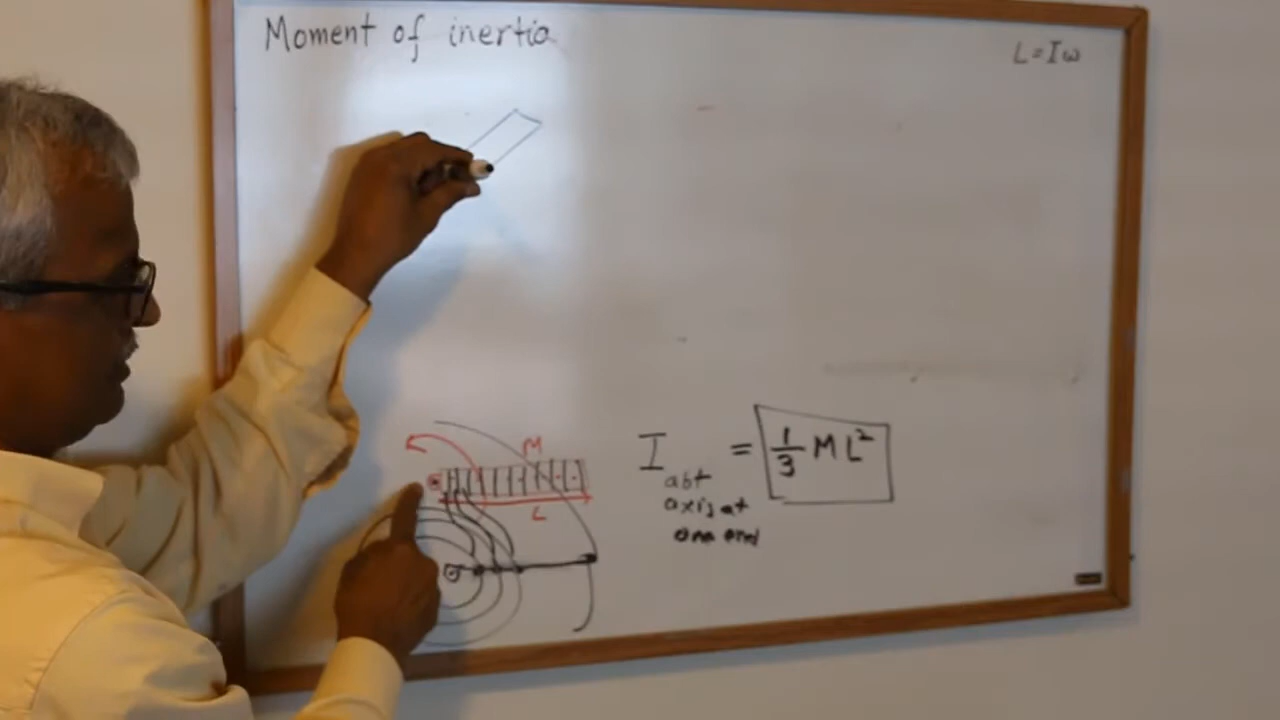 Moment of inertia
L = Iω
M
L
I abt axis at one end = 1/3 ML²